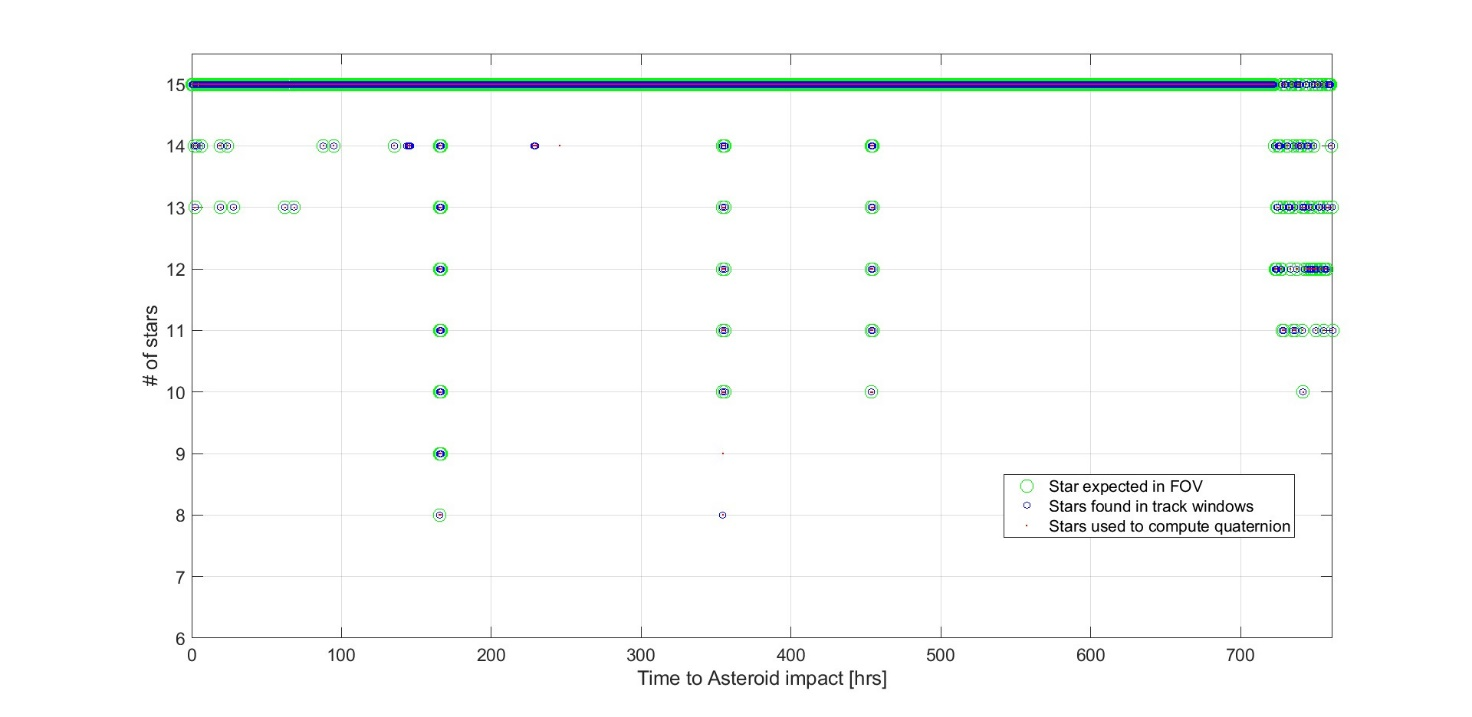 15
14
13
12
11
10
9
8
7
6
# of stars
Star expected in FOV
Stars found in track windows
Stars used to compute quaternion
0 100 200 300 400 500 600 700
Time to Asteroid impact [hrs]